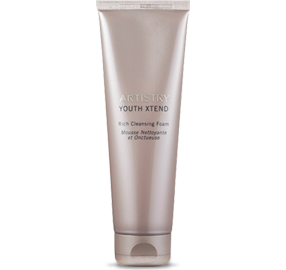 ARTISTRY
YOUTH XTEND
Rich Cleansing Foam
Mousse Nettoyante
et Onctueuse